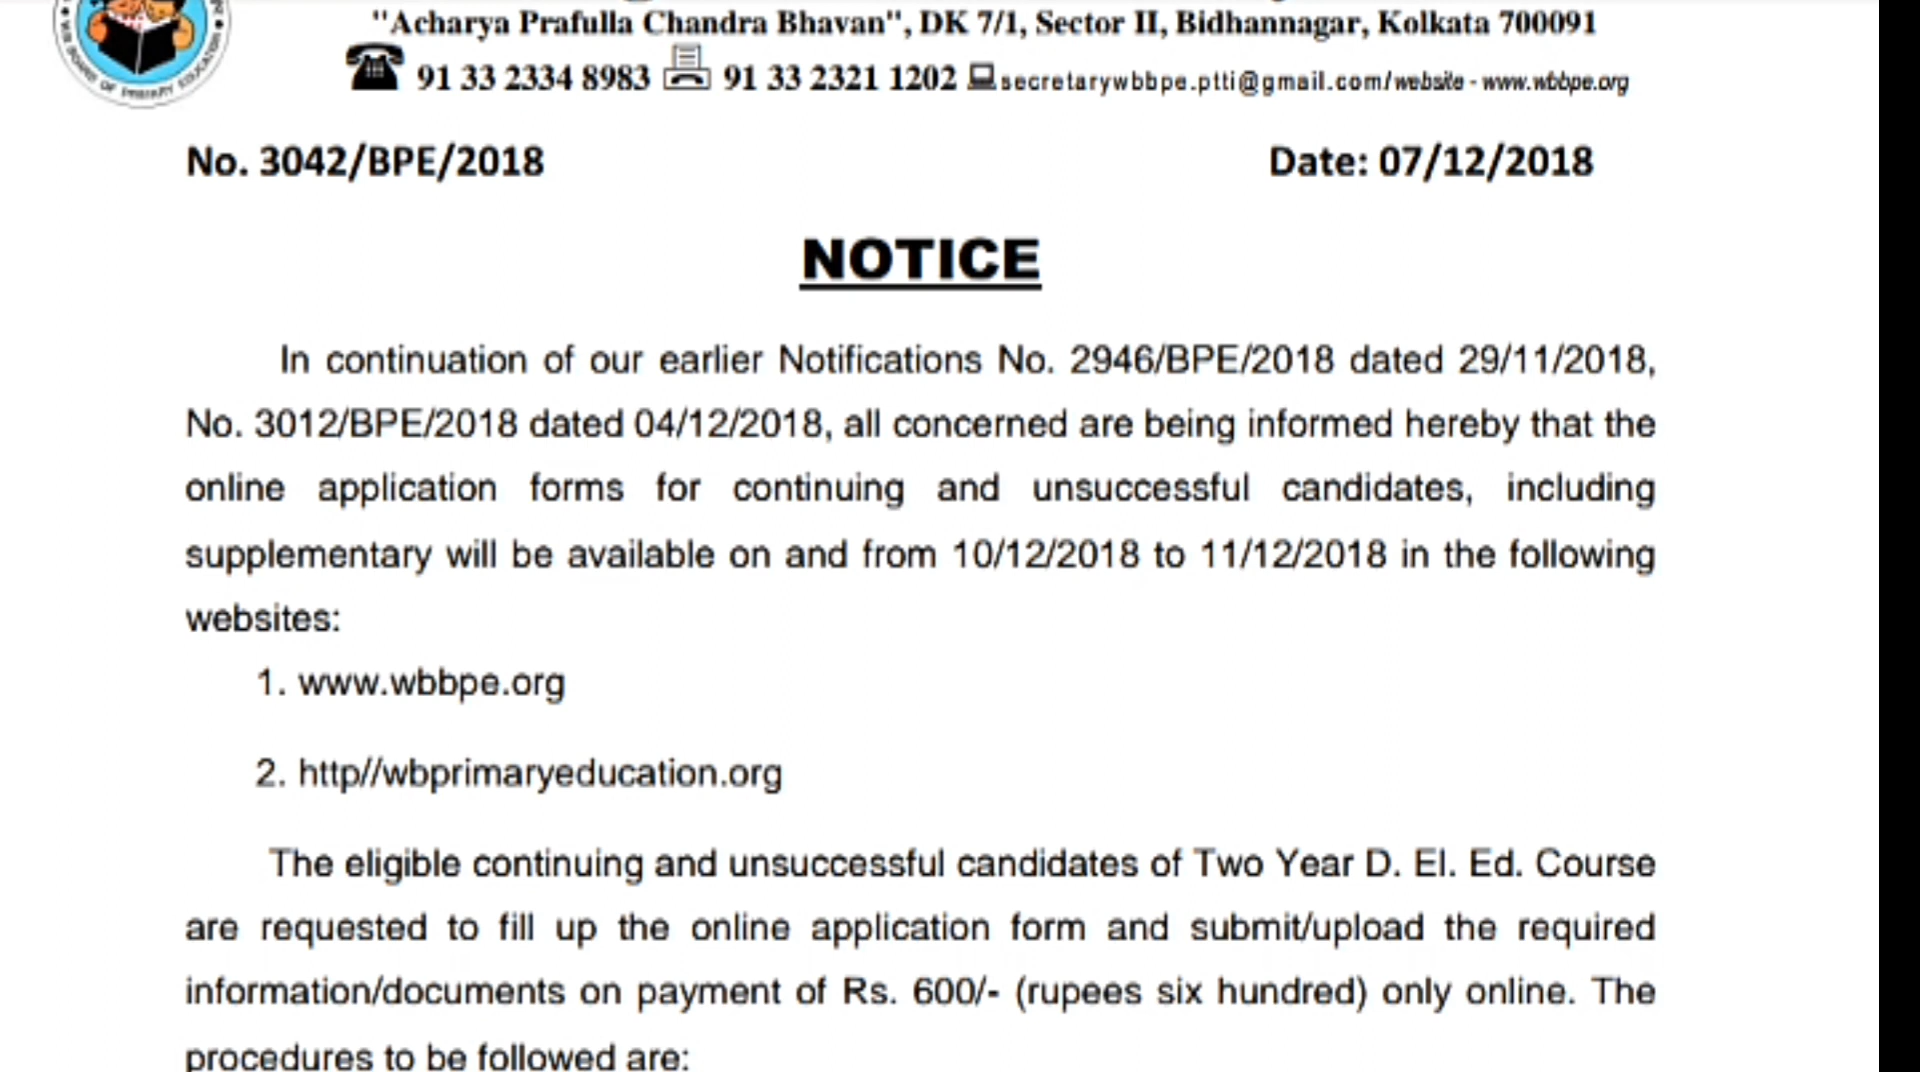 "Acharya Prafulla Chandra Bhavan", DK 7/1, Sector II, Bidhannagar, Kolkata 700091
91 33 2334 8983 91 33 2321 1202 secretarywbbpe.ptti@gmail.com/website - www.wbbpe.org
OF PRIMARY EDUCATION
No. 3042/BPE/2018 Date: 07/12/2018
NOTICE
In continuation of our earlier Notifications No. 2946/BPE/2018 dated 29/11/2018,
No. 3012/BPE/2018 dated 04/12/2018, all concerned are being informed hereby that the
online application forms for continuing and unsuccessful candidates, including
supplementary will be available on and from 10/12/2018 to 11/12/2018 in the following
websites:
1. www.wbbpe.org
2. http//wbprimaryeducation.org
The eligible continuing and unsuccessful candidates of Two Year D. El. Ed. Course
are requested to fill up the online application form and submit/upload the required
information/documents on payment of Rs. 600/- (rupees six hundred) only online. The
procedures to be followed are: